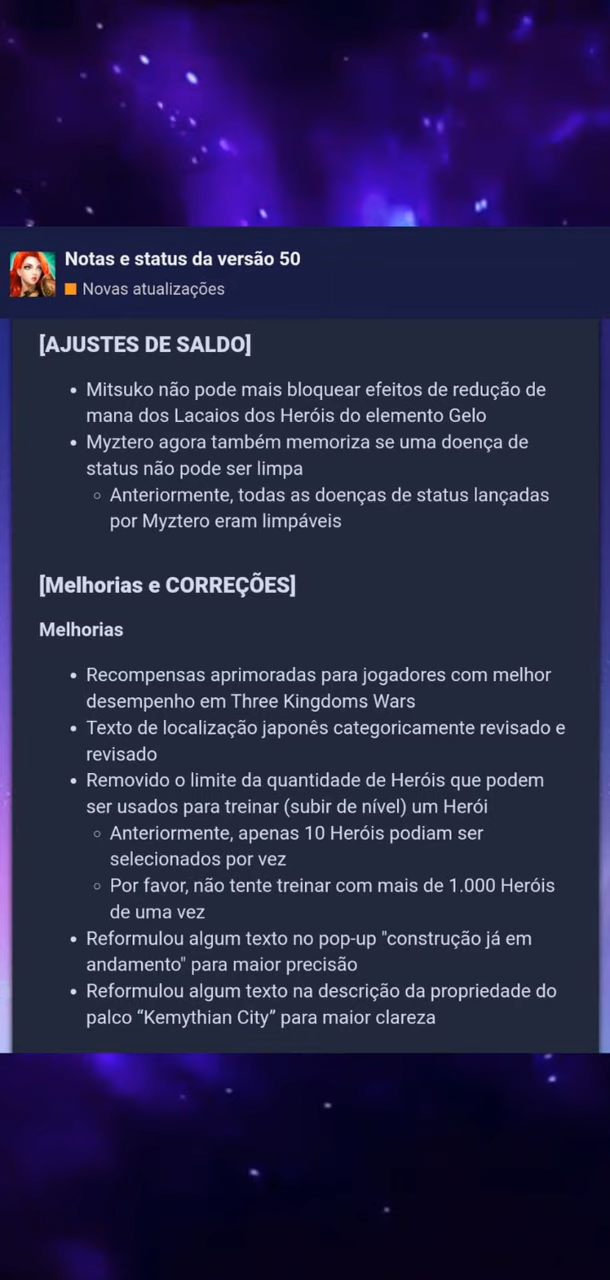 Notas e status da versão 50
Novas atualizações
[AJUSTES DE SALDO]
• Mitsuko não pode mais bloquear efeitos de redução de
mana dos Lacaios dos Heróis do elemento Gelo
• Myztero agora também memoriza se uma doença de
status não pode ser limpa
○ Anteriormente, todas as doenças de status lançadas
por Myztero eram limpáveis
[Melhorias e CORREÇÕES]
Melhorias
• Recompensas aprimoradas para jogadores com melhor
desempenho em Three Kingdoms Wars
• Texto de localização japonês categoricamente revisado e
revisado
• Removido o limite da quantidade de Heróis que podem
ser usados para treinar (subir de nível) um Herói
○ Anteriormente, apenas 10 Heróis podiam ser
selecionados por vez
○ Por favor, não tente treinar com mais de 1.000 Heróis
de uma vez
• Reformulou algum texto no pop-up "construção já em
andamento" para maior precisão
• Reformulou algum texto na descrição da propriedade do
palco “Kemythian City” para maior clareza